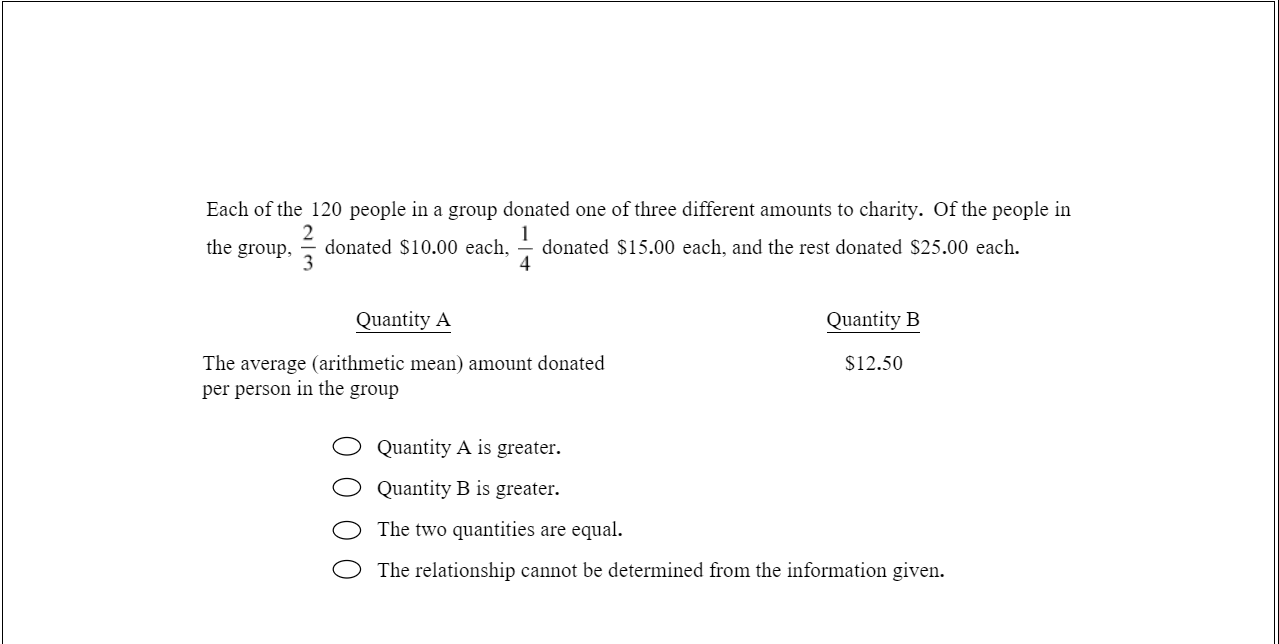 Each of the 120 people in a group donated one of three different amounts to charity. Of the people in
the group, 2/3 donated $10.00 each, 1/4 donated $15.00 each, and the rest donated $25.00 each.
Quantity A
Quantity B
The average (arithmetic mean) amount donated
per person in the group
$12.50
Quantity A is greater.
Quantity B is greater.
The two quantities are equal.
The relationship cannot be determined from the information given.